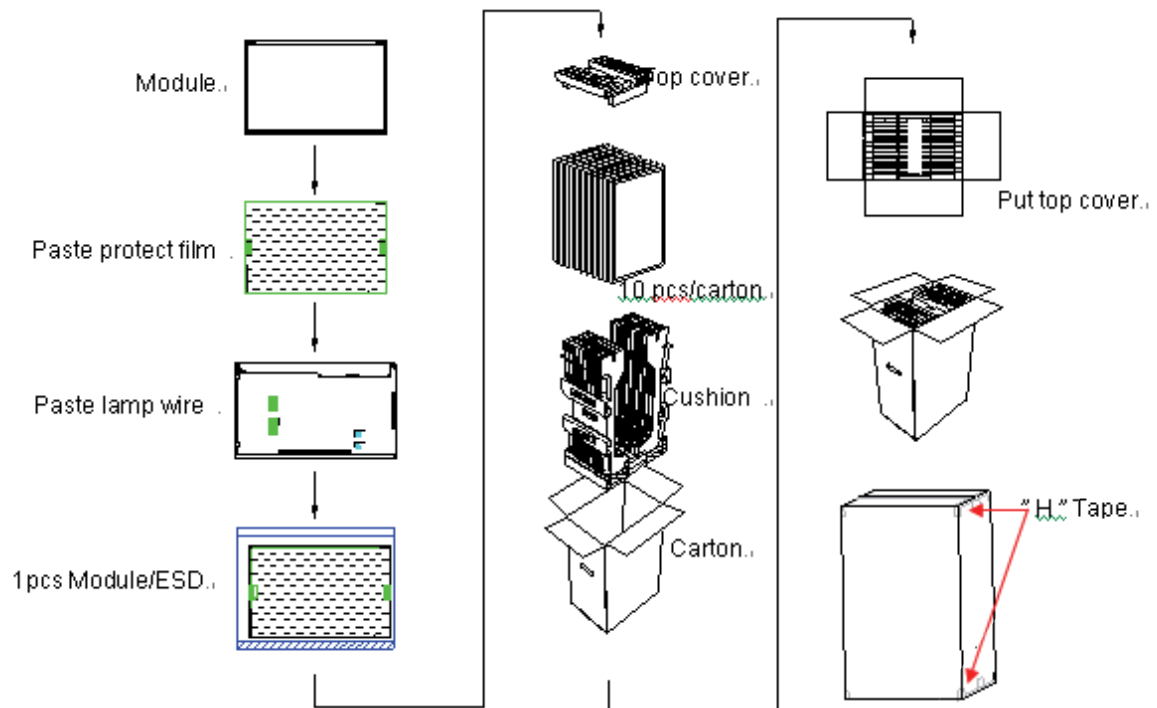 Module.
Paste protect film .
Paste lamp wire .
1pcs Module/ESD.
Top cover.
10 pcs/carton
Cushion .
Carton.
Put top cover.
"H" Tape.